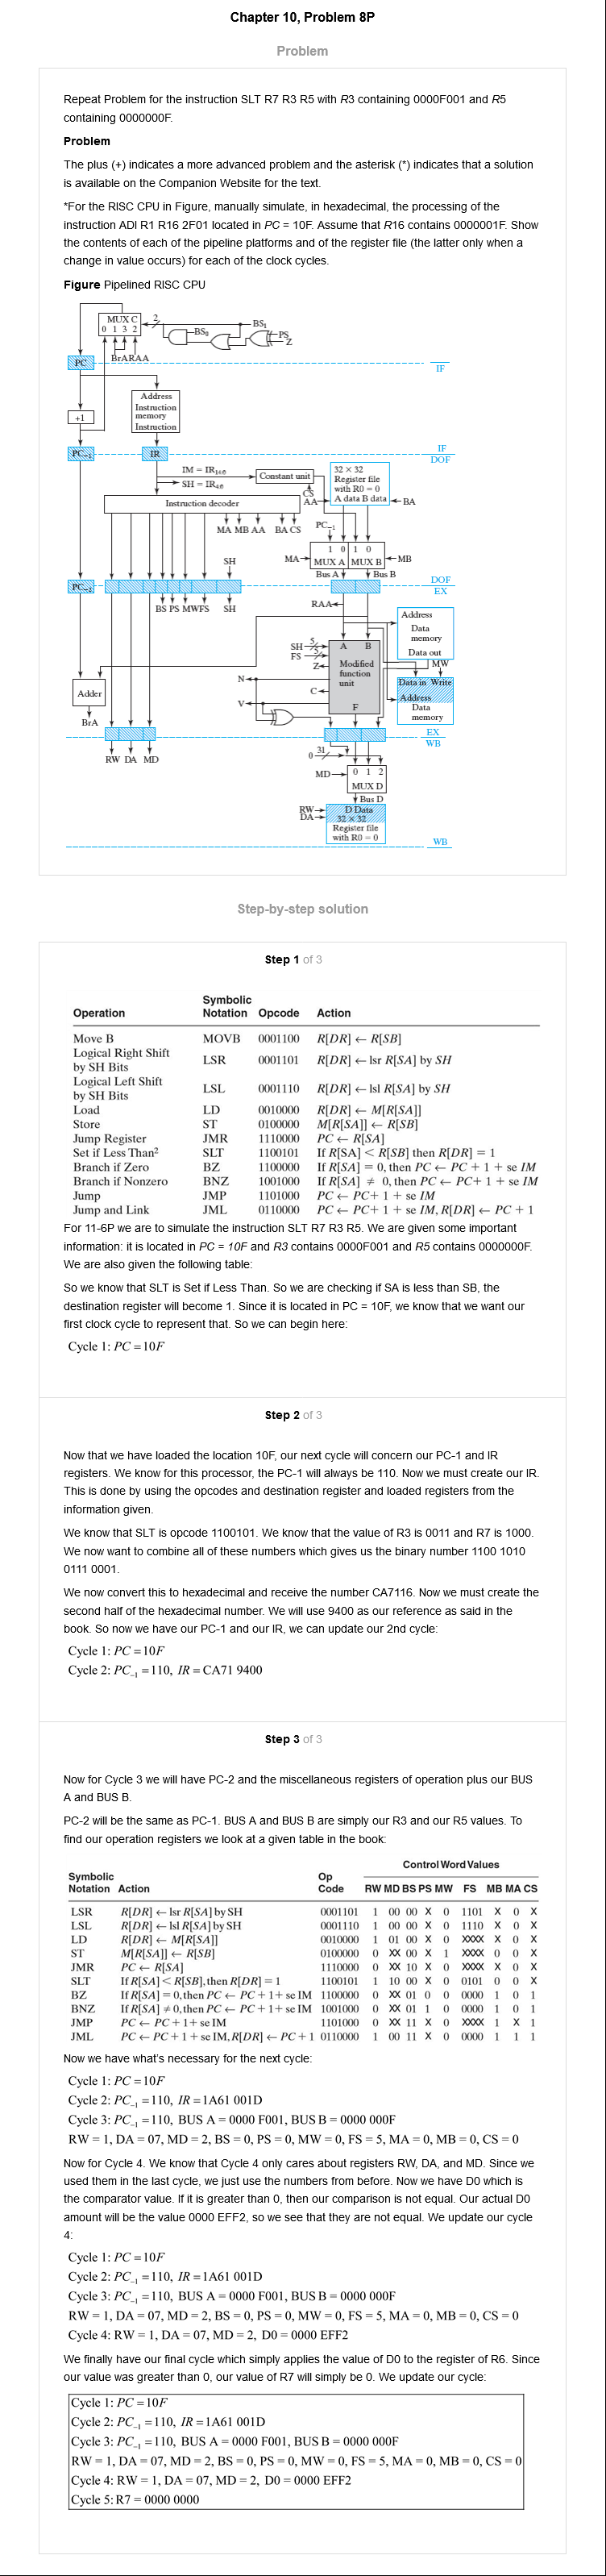 Chapter 10, Problem 8P
Problem
Repeat Problem for the instruction SLT R7 R3 R5 with R3 containing 0000F001 and R5
containing 0000000F.
Problem
The plus (+) indicates a more advanced problem and the asterisk (*) indicates that a solution
is available on the Companion Website for the text.
*For the RISC CPU in Figure, manually simulate, in hexadecimal, the processing of the
instruction ADI R1 R16 2F01 located in PC = 10F. Assume that R16 contains 0000001F. Show
the contents of each of the pipeline platforms and of the register file (the latter only when a
change in value occurs) for each of the clock cycles.
Figure Pipelined RISC CPU
MUX C
0 1 3 2
2
BS1
BS0
PS
Z
BrA RAA
PC
IF
+1
Address
Instruction
memory
Instruction
PC-1
IR
IF
DOF
IM = IR14:0
SH = IR4:0
Constant unit
CS
32 × 32
Register file
with R0 = 0
A data B data
AA
BA
Instruction decoder
MA MB AA BA CS
PC-1
1 0 1 0
MUX A MUX B
MA
MB
SH
Bus A
Bus B
PC-2
DOF
EX
BS PS MW FS SH
RAA
Address
Data
memory
Data out
SH 5
FS 5
Z
A B
Modified
function
unit
F
N
C
V
MW
Data in Write
Address
Data
memory
Adder
BrA
EX
WB
RW DA MD
0 31
MD
0 1 2
MUX D
Bus D
RW
DA
D Data
32 × 32
Register file
with R0 = 0
WB
Step-by-step solution
Step 1 of 3
Operation Symbolic Notation Opcode Action
Move B MOVB 0001100 R[DR] ← R[SB]
Logical Right Shift by SH Bits LSR 0001101 R[DR] ← lsr R[SA] by SH
Logical Left Shift by SH Bits LSL 0001110 R[DR] ← lsl R[SA] by SH
Load LD 0010000 R[DR] ← M[R[SA]]
Store ST 0100000 M[R[SA]] ← R[SB]
Jump Register JMR 1110000 PC ← R[SA]
Set if Less Than² SLT 1100101 If R[SA] < R[SB] then R[DR] = 1
Branch if Zero BZ 1100000 If R[SA] = 0, then PC ← PC + 1 + se IM
Branch if Nonzero BNZ 1001000 If R[SA] ≠ 0, then PC ← PC + 1 + se IM
Jump JMP 1101000 PC ← PC+ 1 + se IM
Jump and Link JML 0110000 PC ← PC+ 1 + se IM, R[DR] ← PC + 1
For 11-6P we are to simulate the instruction SLT R7 R3 R5. We are given some important
information: it is located in PC = 10F and R3 contains 0000F001 and R5 contains 0000000F.
We are also given the following table:
So we know that SLT is Set if Less Than. So we are checking if SA is less than SB, the
destination register will become 1. Since it is located in PC = 10F, we know that we want our
first clock cycle to represent that. So we can begin here:
Cycle 1: PC = 10F
Step 2 of 3
Now that we have loaded the location 10F, our next cycle will concern our PC-1 and IR
registers. We know for this processor, the PC-1 will always be 110. Now we must create our IR.
This is done by using the opcodes and destination register and loaded registers from the
information given.
We know that SLT is opcode 1100101. We know that the value of R3 is 0011 and R7 is 1000.
We now want to combine all of these numbers which gives us the binary number 1100 1010
0111 0001.
We now convert this to hexadecimal and receive the number CA7116. Now we must create the
second half of the hexadecimal number. We will use 9400 as our reference as said in the
book. So now we have our PC-1 and our IR, we can update our 2nd cycle:
Cycle 1: PC = 10F
Cycle 2: PC-1 = 110, IR = CA71 9400
Step 3 of 3
Now for Cycle 3 we will have PC-2 and the miscellaneous registers of operation plus our BUS
A and BUS B.
PC-2 will be the same as PC-1. BUS A and BUS B are simply our R3 and our R5 values. To
find our operation registers we look at a given table in the book:
Control Word Values
Symbolic Notation Action Op Code RW MD BS PS MW FS MB MA CS
LSR R[DR] ← lsr R[SA] by SH 0001101 1 00 00 X 0 1101 X 0 X
LSL R[DR] ← lsl R[SA] by SH 0001110 1 00 00 X 0 1110 X 0 X
LD R[DR] ← M[R[SA]] 0010000 1 01 00 X 0 XXXX X 0 X
ST M[R[SA]] ← R[SB] 0100000 0 XX 00 X 1 XXXX 0 0 X
JMR PC ← R[SA] 1110000 0 XX 10 X 0 XXXX X 0 X
SLT If R[SA] < R[SB], then R[DR] = 1 1100101 1 10 00 X 0 0101 0 0 X
BZ If R[SA] = 0, then PC ← PC + 1+ se IM 1100000 0 XX 01 0 0 0000 1 0 1
BNZ If R[SA] ≠ 0, then PC ← PC + 1+ se IM 1001000 0 XX 01 1 0 0000 1 0 1
JMP PC ← PC + 1+ se IM 1101000 0 XX 11 X 0 XXXX 1 X 1
JML PC ← PC + 1+ se IM, R[DR] ← PC + 1 0110000 1 00 11 X 0 0000 1 1 1
Now we have what's necessary for the next cycle:
Cycle 1: PC = 10F
Cycle 2: PC-1 = 110, IR = 1A61 001D
Cycle 3: PC-1 = 110, BUS A = 0000 F001, BUS B = 0000 000F
RW = 1, DA = 07, MD = 2, BS = 0, PS = 0, MW = 0, FS = 5, MA = 0, MB = 0, CS = 0
Now for Cycle 4. We know that Cycle 4 only cares about registers RW, DA, and MD. Since we
used them in the last cycle, we just use the numbers from before. Now we have D0 which is
the comparator value. If it is greater than 0, then our comparison is not equal. Our actual D0
amount will be the value 0000 EFF2, so we see that they are not equal. We update our cycle
4:
Cycle 1: PC = 10F
Cycle 2: PC-1 = 110, IR = 1A61 001D
Cycle 3: PC-1 = 110, BUS A = 0000 F001, BUS B = 0000 000F
RW = 1, DA = 07, MD = 2, BS = 0, PS = 0, MW = 0, FS = 5, MA = 0, MB = 0, CS = 0
Cycle 4: RW = 1, DA = 07, MD = 2, D0 = 0000 EFF2
We finally have our final cycle which simply applies the value of D0 to the register of R6. Since
our value was greater than 0, our value of R7 will simply be 0. We update our cycle:
Cycle 1: PC = 10F
Cycle 2: PC-1 = 110, IR = 1A61 001D
Cycle 3: PC-1 = 110, BUS A = 0000 F001, BUS B = 0000 000F
RW = 1, DA = 07, MD = 2, BS = 0, PS = 0, MW = 0, FS = 5, MA = 0, MB = 0, CS = 0
Cycle 4: RW = 1, DA = 07, MD = 2, D0 = 0000 EFF2
Cycle 5: R7 = 0000 0000